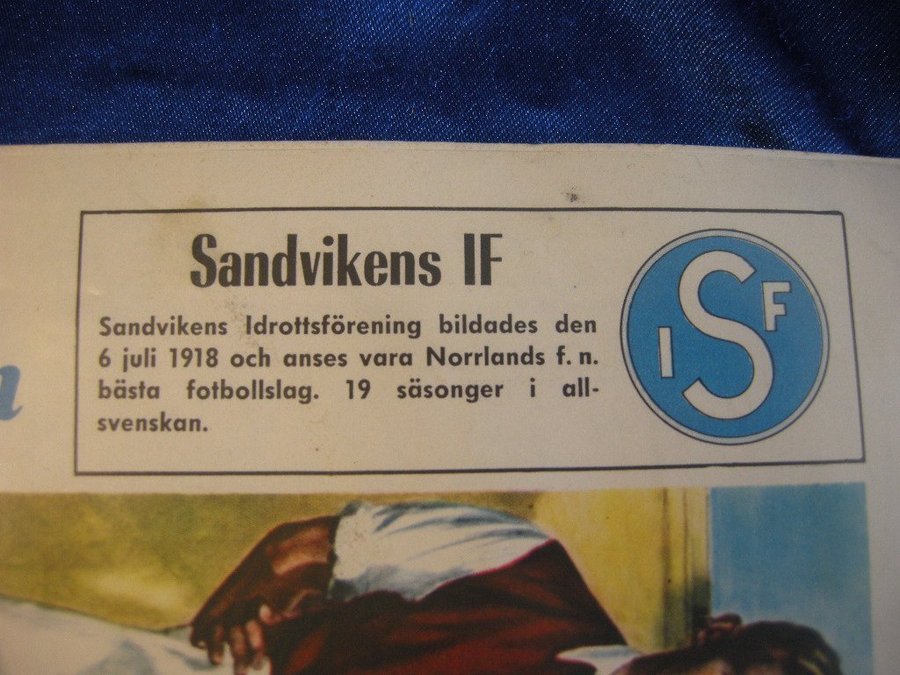 Sandvikens IF
Sandvikens Idrottsförening bildades den
6 juli 1918 och anses vara Norrlands f. n.
bästa fotbollslag. 19 säsonger i all-
svenskan.
I S F